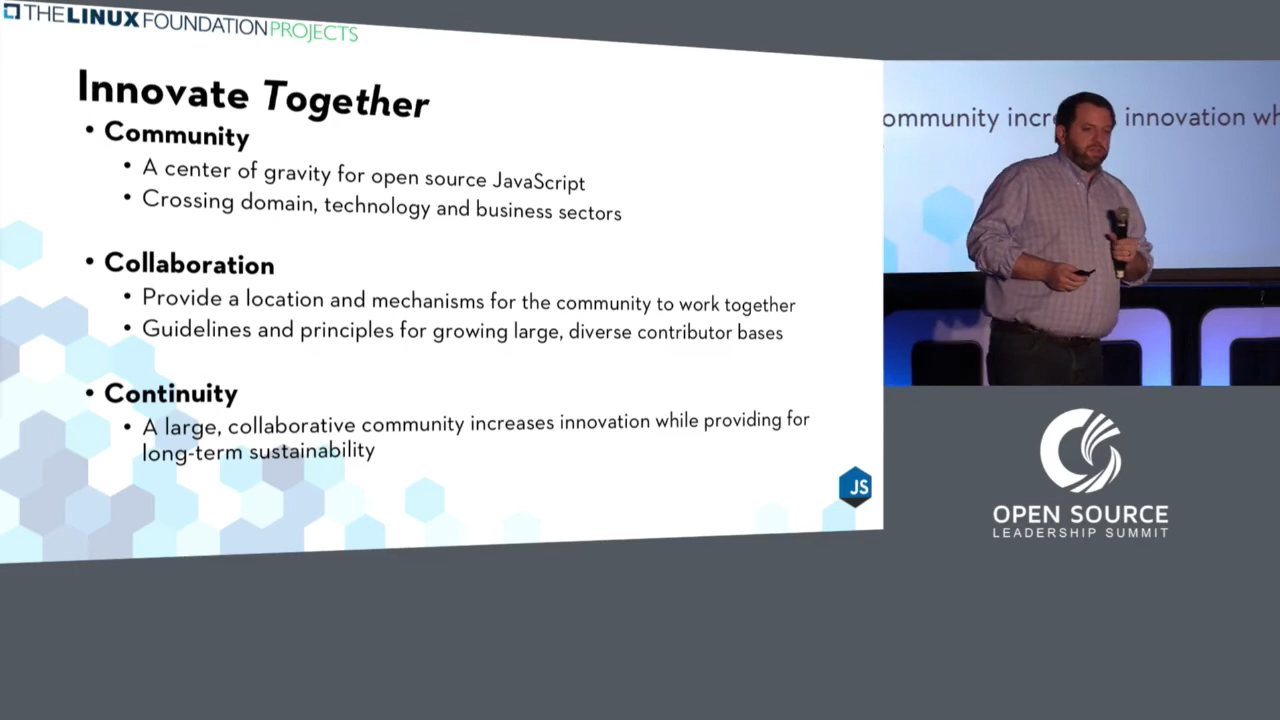 THE LINUX FOUNDATION PROJECTS
Innovate Together
• Community
• A center of gravity for open source JavaScript
• Crossing domain, technology and business sectors
• Collaboration
• Provide a location and mechanisms for the community to work together
• Guidelines and principles for growing large, diverse contributor bases
• Continuity
• A large, collaborative community increases innovation while providing for
long-term sustainability
JS
ommunity incre innovation wh
OPEN SOURCE
LEADERSHIP SUMMIT